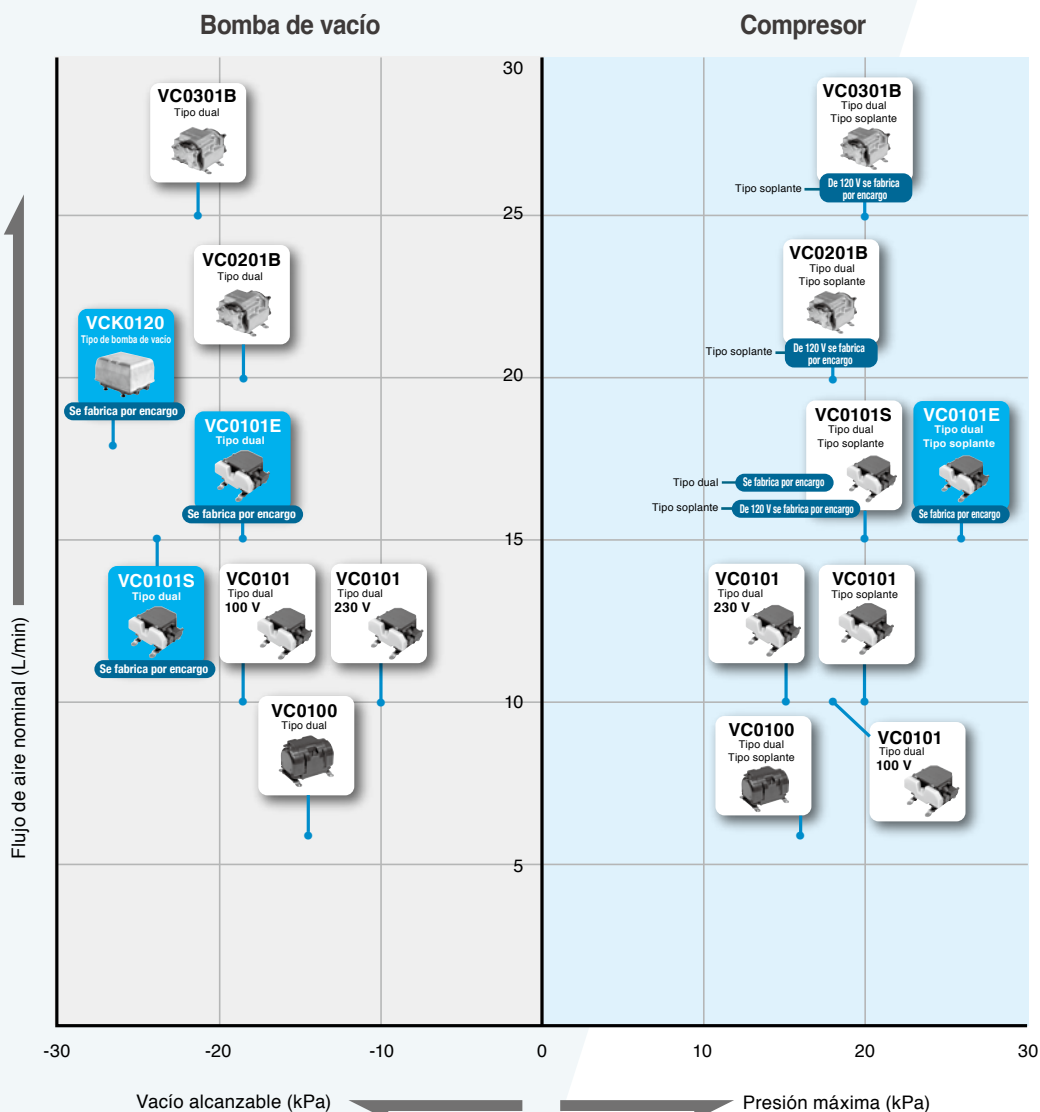 Bomba de vacío
Compresor
30
25
20
15
10
5
Flujo de aire nominal (L/min)
VC0301B
Tipo dual
VC0201B
Tipo dual
VCK0120
Tipo de bomba de vacío
Se fabrica por encargo
VC0101E
Tipo dual
Se fabrica por encargo
VC0101S
Tipo dual
Se fabrica por encargo
VC0101
Tipo dual
100 V
VC0101
Tipo dual
230 V
VC0100
Tipo dual
VC0301B
Tipo dual
Tipo soplante
Tipo soplante
De 120 V se fabrica
por encargo
VC0201B
Tipo dual
Tipo soplante
Tipo soplante
De 120 V se fabrica
por encargo
VC0101S
Tipo dual
Tipo soplante
Tipo dual
Se fabrica por encargo
Tipo soplante
De 120 V se fabrica por encargo
VC0101E
Tipo dual
Tipo soplante
Se fabrica por encargo
VC0101
Tipo dual
230 V
VC0101
Tipo soplante
VC0100
Tipo dual
Tipo soplante
VC0101
Tipo dual
100 V
-30
-20
-10
0
10
20
30
Vacío alcanzable (kPa)
Presión máxima (kPa)